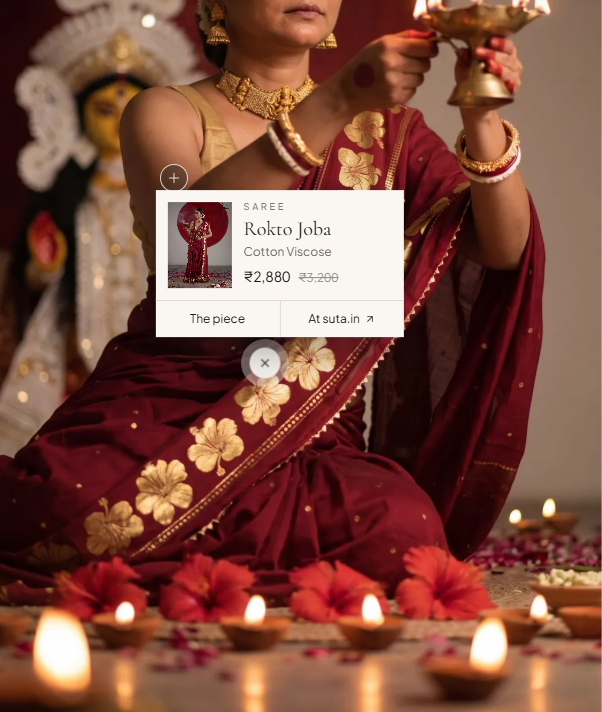 SAREE
Rokto Joba
Cotton Viscose
₹2,880 ₹3,200
The piece
At suta.in ↗